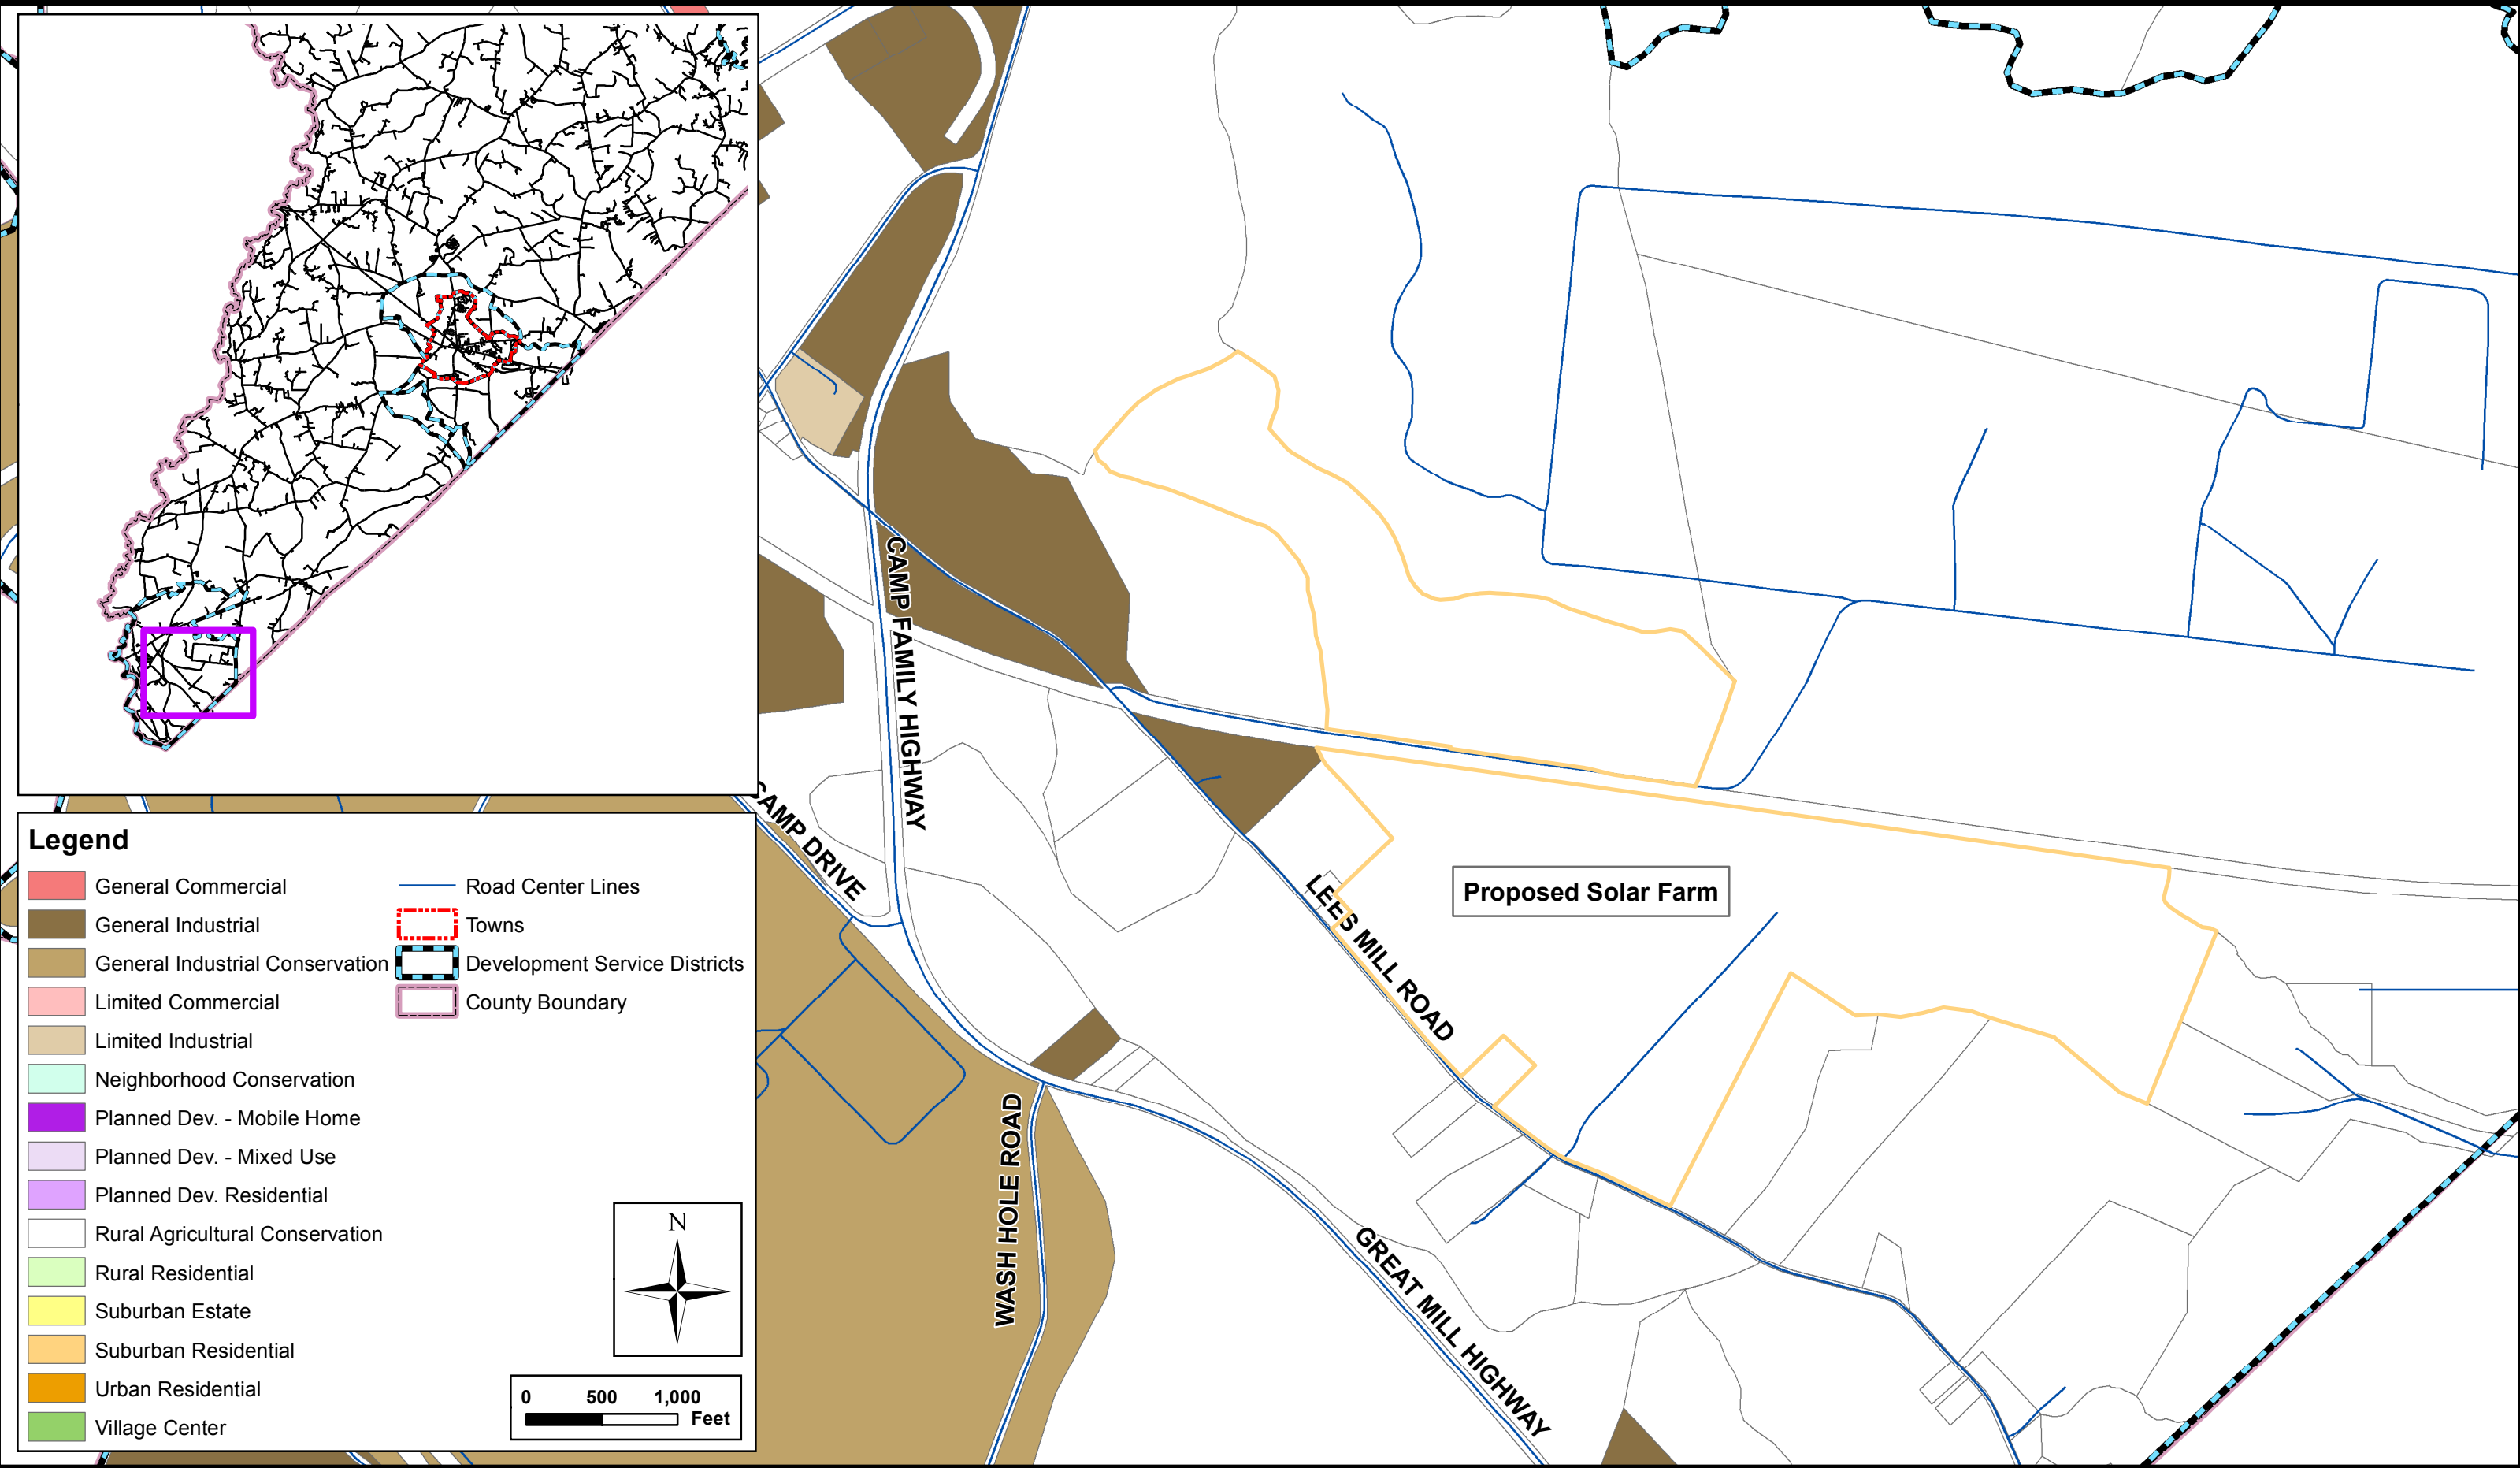 Legend
General Commercial
General Industrial
General Industrial Conservation
Limited Commercial
Limited Industrial
Neighborhood Conservation
Planned Dev. - Mobile Home
Planned Dev. - Mixed Use
Planned Dev. Residential
Rural Agricultural Conservation
Rural Residential
Suburban Estate
Suburban Residential
Urban Residential
Village Center
Road Center Lines
Towns
Development Service Districts
County Boundary
N
0 500 1,000
Feet
CAMP FAMILY HIGHWAY
CAMP DRIVE
LEES MILL ROAD
Proposed Solar Farm
WASH HOLE ROAD
GREAT MILL HIGHWAY